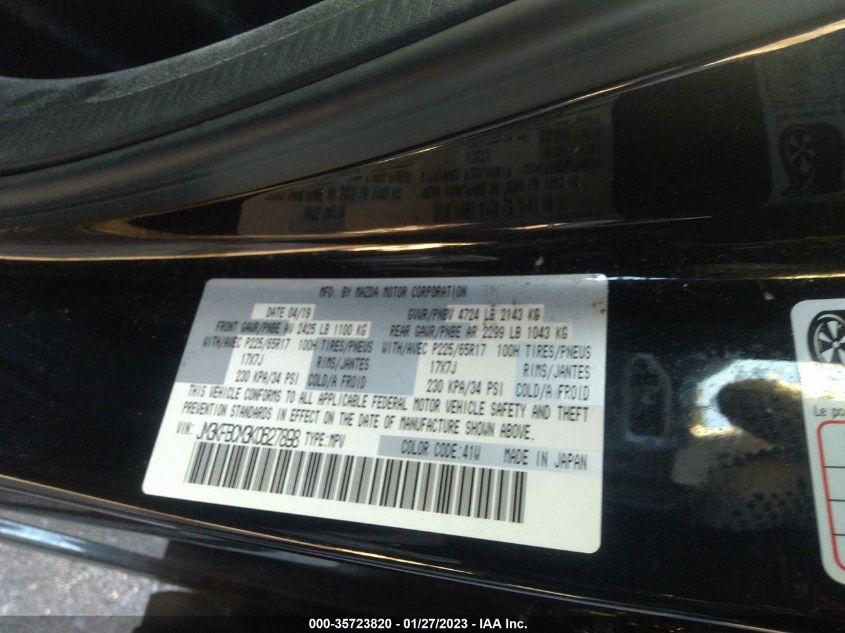 MFD. BY MAZDA MOTOR CORPORATION
DATE 04/19 GVWR/PNBV 4724 LB 2143 KG
FRONT GAWR/PNBE AV 2425 LB 1100 KG REAR GAWR/PNBE AR 2299 LB 1043 KG
WITH/AVEC P225/65R17 100H TIRES/PNEUS WITH/AVEC P225/65R17 100H TIRES/PNEUS
17X7J RIMS/JANTES 17X7J RIMS/JANTES
230 KPA/34 PSI COLD/A FROID 230 KPA/34 PSI COLD/A FROID
THIS VEHICLE CONFORMS TO ALL APPLICABLE FEDERAL MOTOR VEHICLE SAFETY AND THEFT
PREVENTION STANDARDS IN EFFECT ON THE DATE OF MANUFACTURE SHOWN ABOVE.
VIN: JM3KFBCM3K0627898 TYPE:MPV
COLOR CODE:41W MADE IN JAPAN
Le po
000-35723820 - 01/27/2023 - IAA Inc.